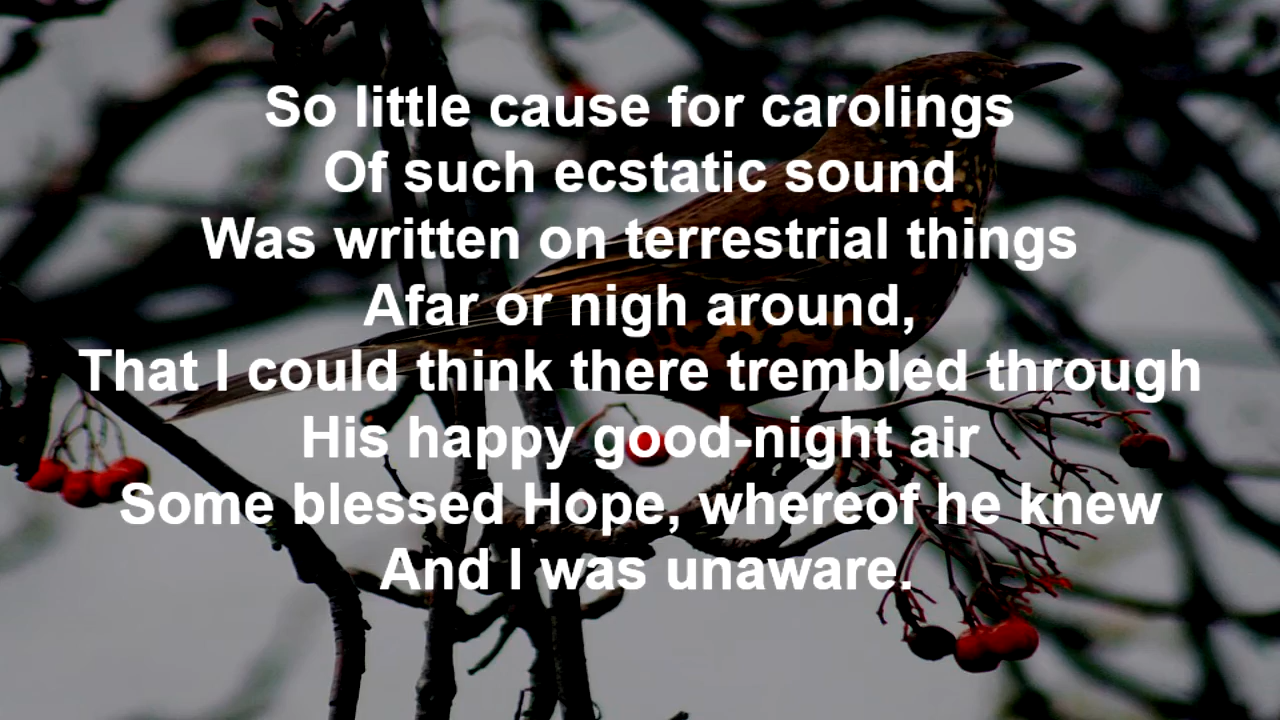 So little cause for carolings
Of such ecstatic sound
Was written on terrestrial things
Afar or nigh around,
That I could think there trembled through
His happy good-night air
Some blessed Hope, whereof he knew
And I was unaware.